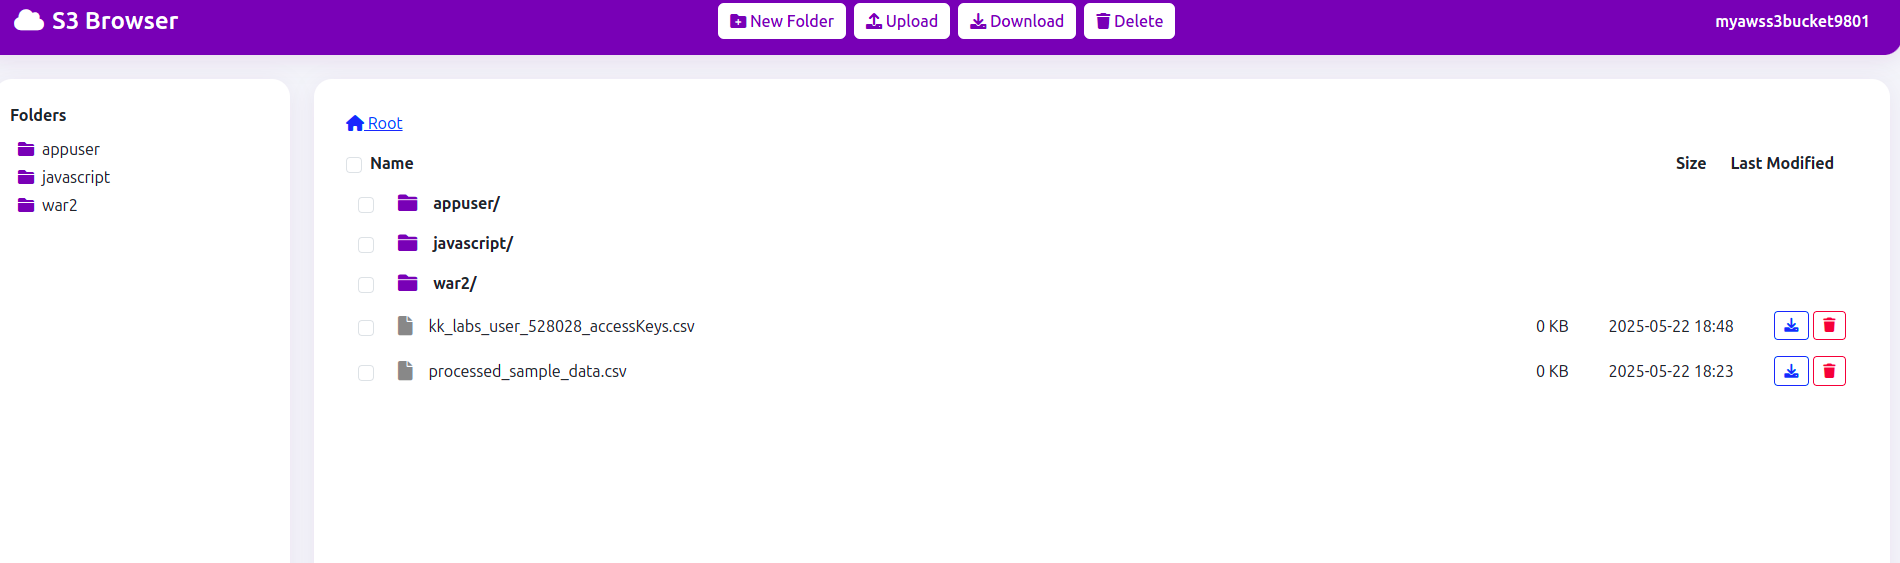 S3 Browser
New Folder
Upload
Download
Delete
myawss3bucket9801
Folders
appuser
javascript
war2
Root
Name Size Last Modified
appuser/
javascript/
war2/
kk_labs_user_528028_accessKeys.csv 0 KB 2025-05-22 18:48
processed_sample_data.csv 0 KB 2025-05-22 18:23